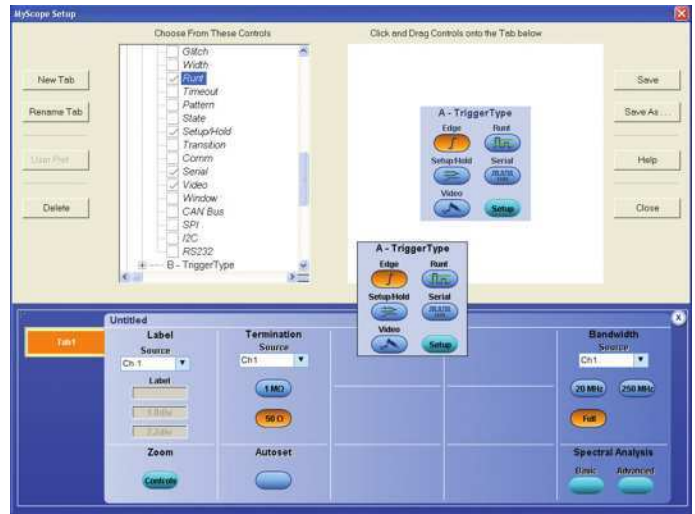 MyScope Setup
Choose From These Controls
Click and Drag Controls onto the Tab below
New Tab
Rename Tab
User Pref...
Delete
Glitch
Width
Runt
Timeout
Pattern
State
Setup/Hold
Transition
Comm
Serial
Video
Window
CAN Bus
SPI
I2C
RS232
B - TriggerType
A - TriggerType
Edge Runt
Setup/Hold Serial
Video
Setup
Save
Save As ...
Help
Close
A - TriggerType
Edge Runt
Setup/Hold Serial
Video
Setup
Untitled
Tab1
Label
Source
Ch 1
Label
Termination
Source
Ch1
1 MΩ
50 Ω
Bandwidth
Source
Ch1
20 MHz 250 MHz
Full
Zoom
Controls
Autoset
Spectral Analysis
Basic Advanced